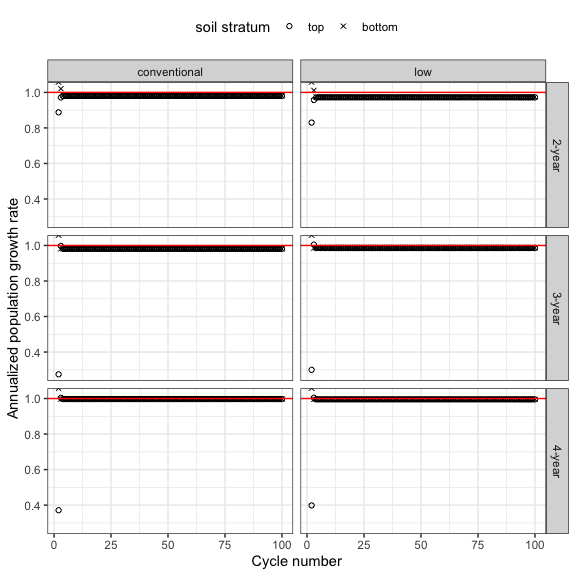 soil stratum top bottom
conventional low
1.0
0.8
0.6
0.4
2-year
1.0
0.8
0.6
0.4
3-year
1.0
0.8
0.6
0.4
4-year
Annualized population growth rate
0 25 50 75 100 0 25 50 75 100
Cycle number